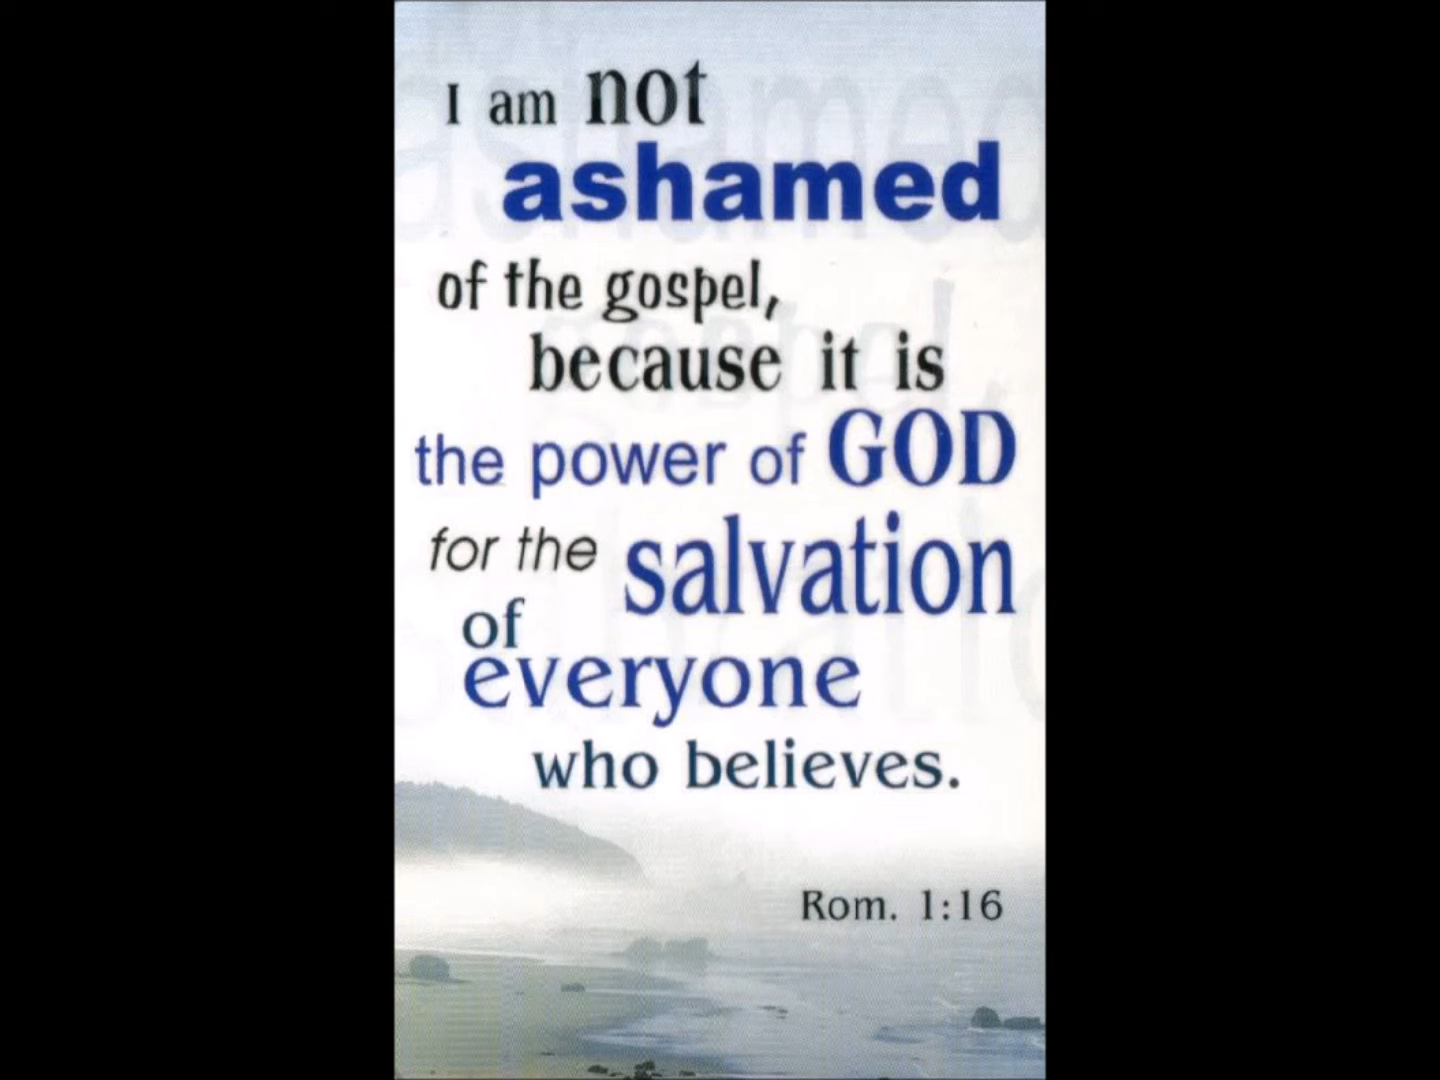 I am not
ashamed
of the gospel,
because it is
the power of GOD
for the salvation
of
everyone
who believes.
Rom. 1:16